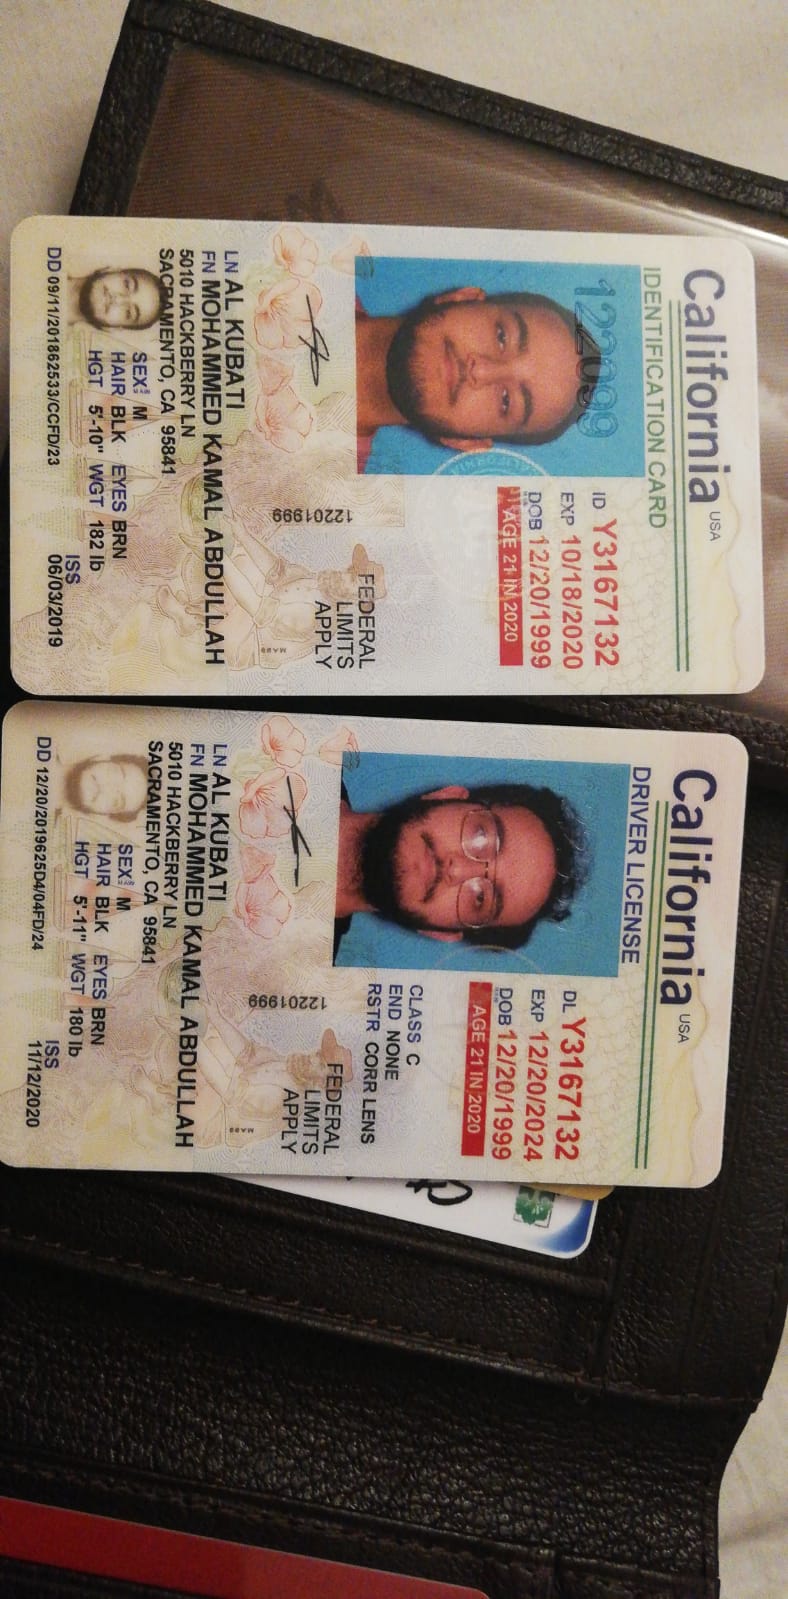 California USA
IDENTIFICATION CARD
122099
ID Y3167132
EXP 10/18/2020
DOB 12/20/1999
AGE 21 IN 2020
FEDERAL
LIMITS
APPLY
12201999
LN AL KUBATI
FN MOHAMMED KAMAL ABDULLAH
5010 HACKBERRY LN
SACRAMENTO, CA 95841
SEX M
HAIR BLK EYES BRN
HGT 5'-10" WGT 182 lb
ISS
DD 09/11/201862533/CCFD/23 06/03/2019
California USA
DRIVER LICENSE
DL Y3167132
EXP 12/20/2024
DOB 12/20/1999
AGE 21 IN 2020
CLASS C
END NONE
RSTR CORR LENS
FEDERAL
LIMITS
APPLY
12201999
LN AL KUBATI
FN MOHAMMED KAMAL ABDULLAH
5010 HACKBERRY LN
SACRAMENTO, CA 95841
SEX M
HAIR BLK EYES BRN
HGT 5'-11" WGT 180 lb
ISS
DD 12/20/2019625D4/04FD/24 11/12/2020